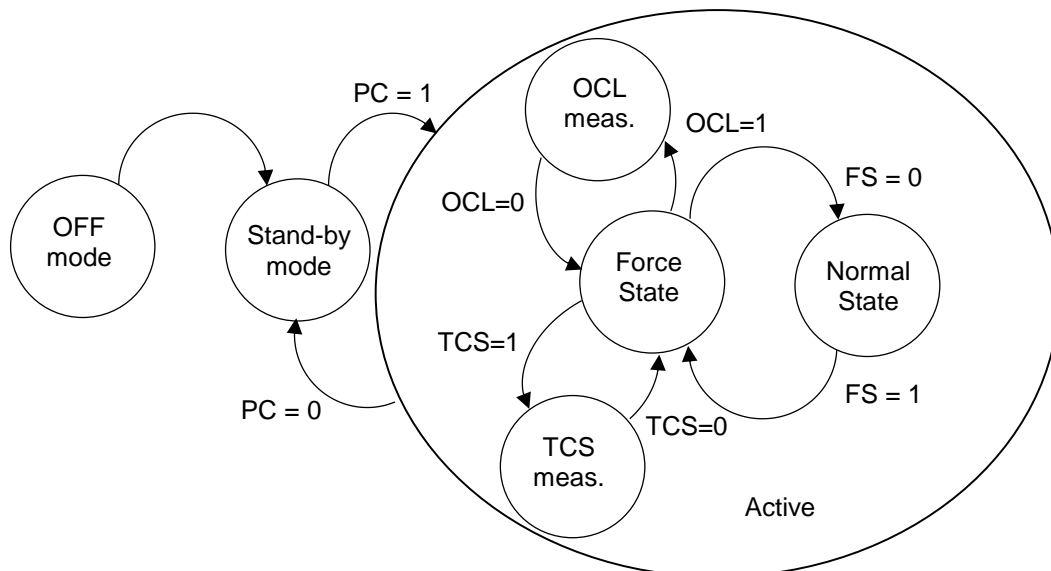 OFF
mode
Stand-by
mode
PC = 1
PC = 0
OCL
meas.
OCL=1
OCL=0
Force
State
FS = 0
Normal
State
FS = 1
TCS=1
TCS=0
TCS
meas.
Active